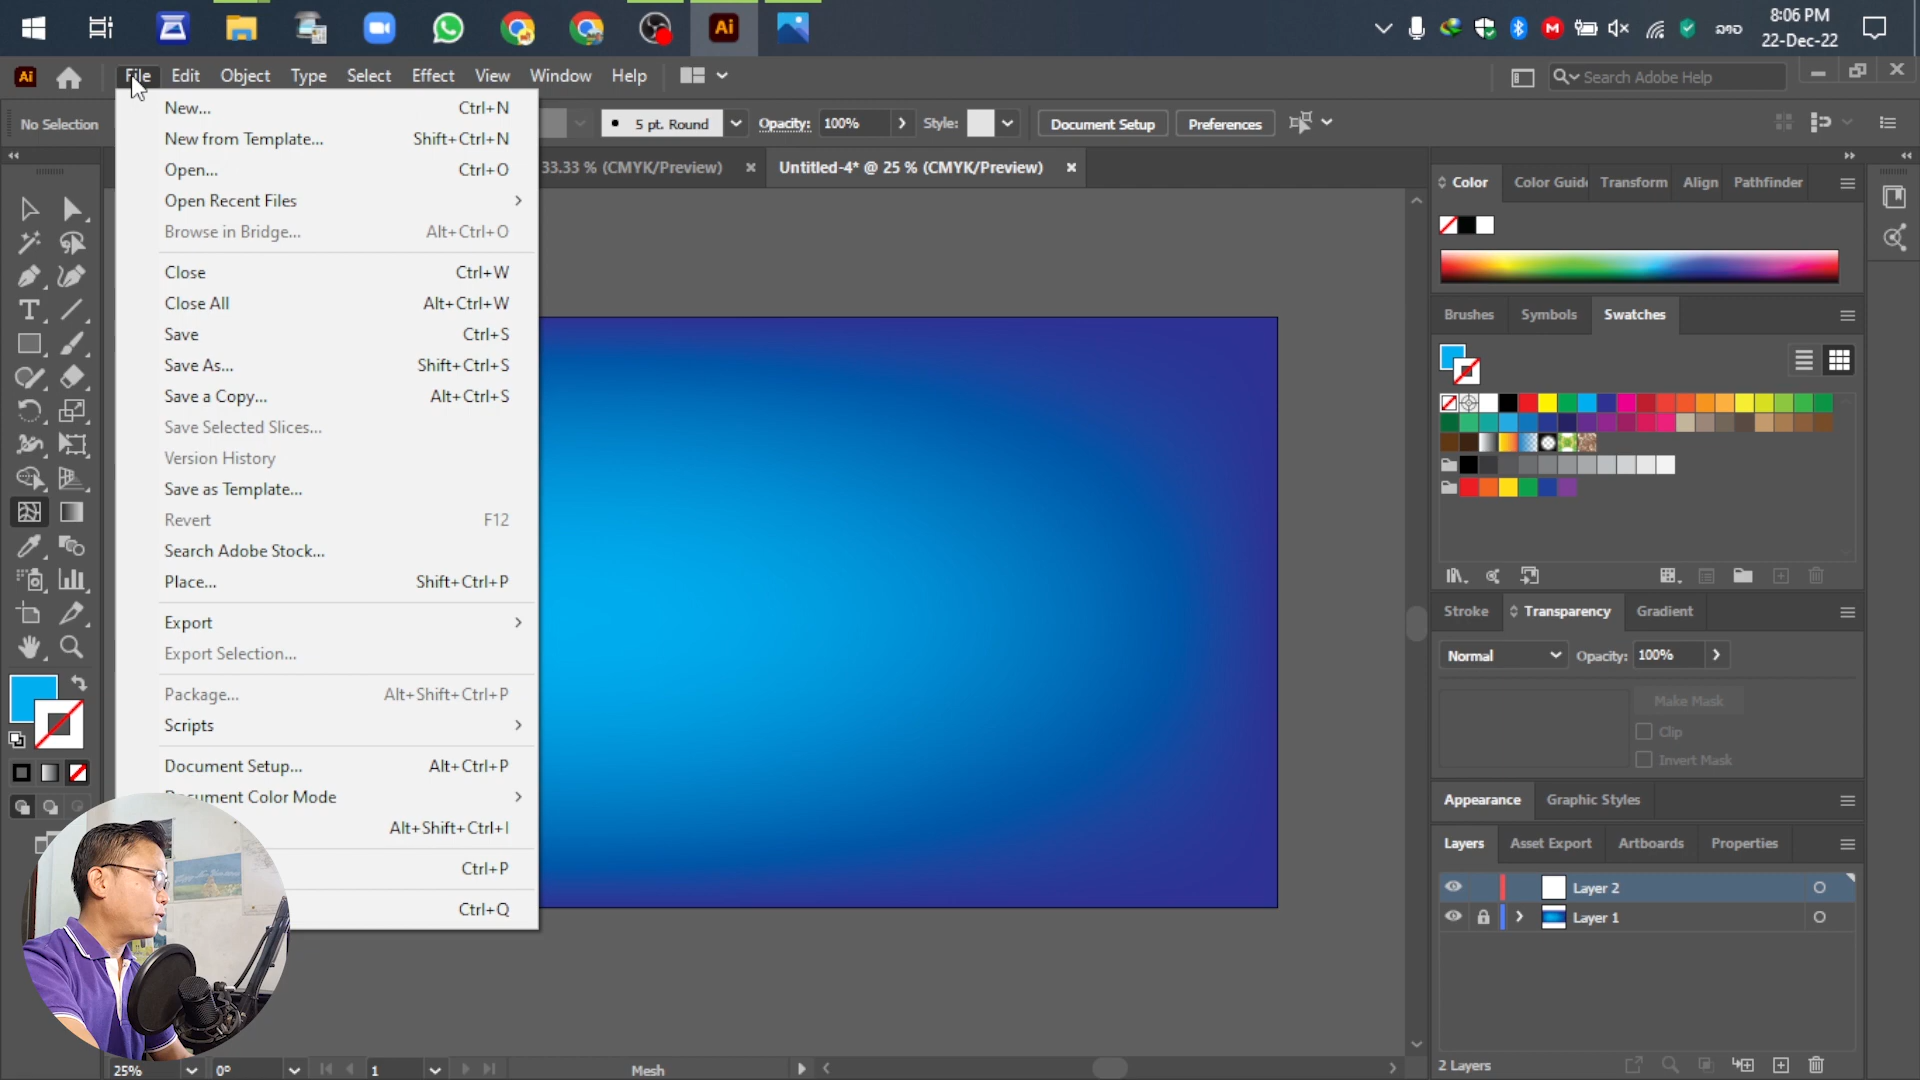 8:06 PM
ລາວ
22-Dec-22
Ai
M
Ai
File Edit Object Type Select Effect View Window Help
Search Adobe Help
No Selection
5 pt. Round
Opacity: 100%
Style:
Document Setup
Preferences
33.33 % (CMYK/Preview)
Untitled-4* @ 25 % (CMYK/Preview)
New... Ctrl+N
New from Template... Shift+Ctrl+N
Open... Ctrl+O
Open Recent Files
Browse in Bridge... Alt+Ctrl+O
Close Ctrl+W
Close All Alt+Ctrl+W
Save Ctrl+S
Save As... Shift+Ctrl+S
Save a Copy... Alt+Ctrl+S
Save Selected Slices...
Version History
Save as Template...
Revert F12
Search Adobe Stock...
Place... Shift+Ctrl+P
Export
Export Selection...
Package... Alt+Shift+Ctrl+P
Scripts
Document Setup... Alt+Ctrl+P
Document Color Mode
Alt+Shift+Ctrl+I
Ctrl+P
Ctrl+Q
Color Color Guide Transform Align Pathfinder
Brushes Symbols Swatches
Stroke Transparency Gradient
Normal Opacity: 100%
Make Mask
Clip
Invert Mask
Appearance Graphic Styles
Layers Asset Export Artboards Properties
Layer 2
Layer 1
2 Layers
25% 0° 1 Mesh